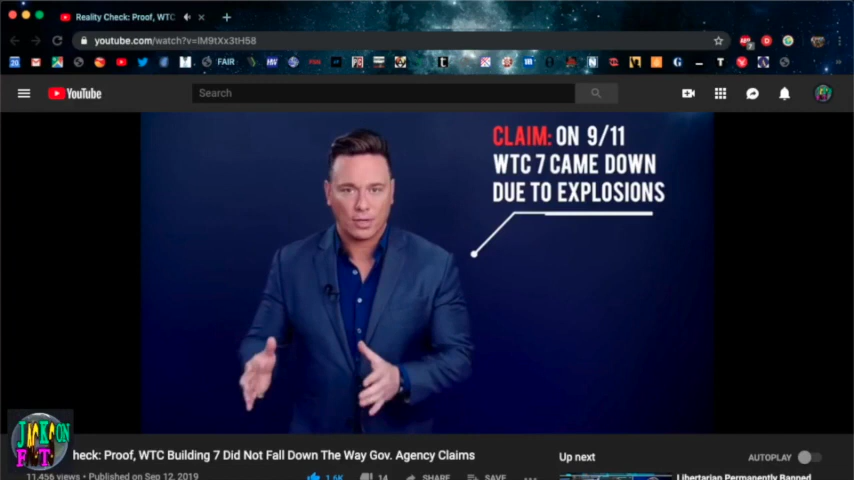 Reality Check: Proof, WTC
youtube.com/watch?v=lM9tXx3tH58
20
FAIR
YouTube
Search
CLAIM: ON 9/11
WTC 7 CAME DOWN
DUE TO EXPLOSIONS
JACKSON
heck: Proof, WTC Building 7 Did Not Fall Down The Way Gov. Agency Claims
Up next
AUTOPLAY
11,456 views • Published on Sep 12, 2019
1.6K
14
SHARE
SAVE
Libertarian Permanently Banned